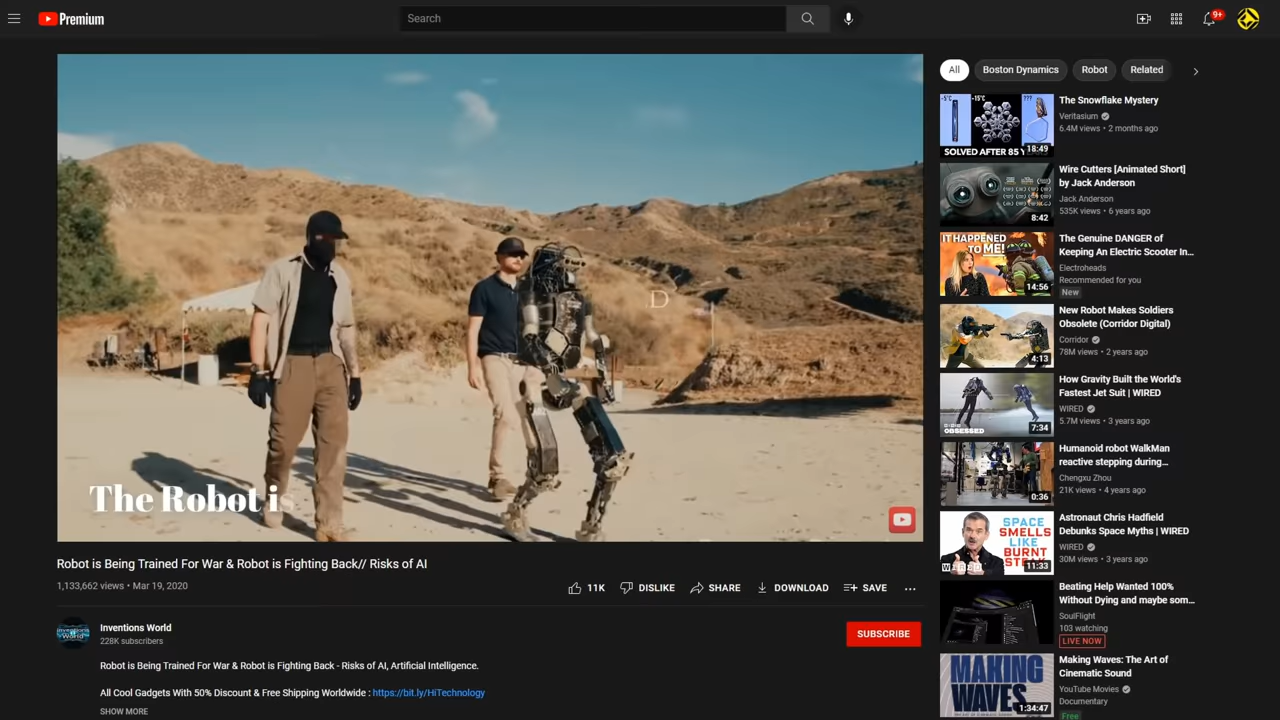 Premium
Search
9+
D
The Robot is
Robot is Being Trained For War & Robot is Fighting Back// Risks of AI
1,133,662 views • Mar 19, 2020
11K
DISLIKE
SHARE
DOWNLOAD
SAVE
Inventions World
228K subscribers
SUBSCRIBE
Robot is Being Trained For War & Robot is Fighting Back - Risks of AI, Artificial Intelligence.
All Cool Gadgets With 50% Discount & Free Shipping Worldwide : https://bit.ly/HiTechnology
SHOW MORE
All
Boston Dynamics
Robot
Related
-5°C
-15°C
???
SOLVED AFTER 85 Y
18:49
The Snowflake Mystery
Veritasium
6.4M views • 2 months ago
8:42
Wire Cutters [Animated Short]
by Jack Anderson
Jack Anderson
535K views • 6 years ago
IT HAPPENED
TO ME!
14:56
The Genuine DANGER of
Keeping An Electric Scooter In...
Electroheads
Recommended for you
New
4:13
New Robot Makes Soldiers
Obsolete (Corridor Digital)
Corridor
78M views • 2 years ago
OBSESSED
7:34
How Gravity Built the World's
Fastest Jet Suit | WIRED
WIRED
5.7M views • 3 years ago
0:36
Humanoid robot WalkMan
reactive stepping during...
Chengxu Zhou
21K views • 4 years ago
SPACE
SMELLS
LIKE
BURNT
STEAK
WIRED
11:33
Astronaut Chris Hadfield
Debunks Space Myths | WIRED
WIRED
30M views • 3 years ago
Beating Help Wanted 100%
Without Dying and maybe som...
SoulFlight
103 watching
LIVE NOW
MAKING
WAVES
1:34:47
Making Waves: The Art of
Cinematic Sound
YouTube Movies
Documentary
Free